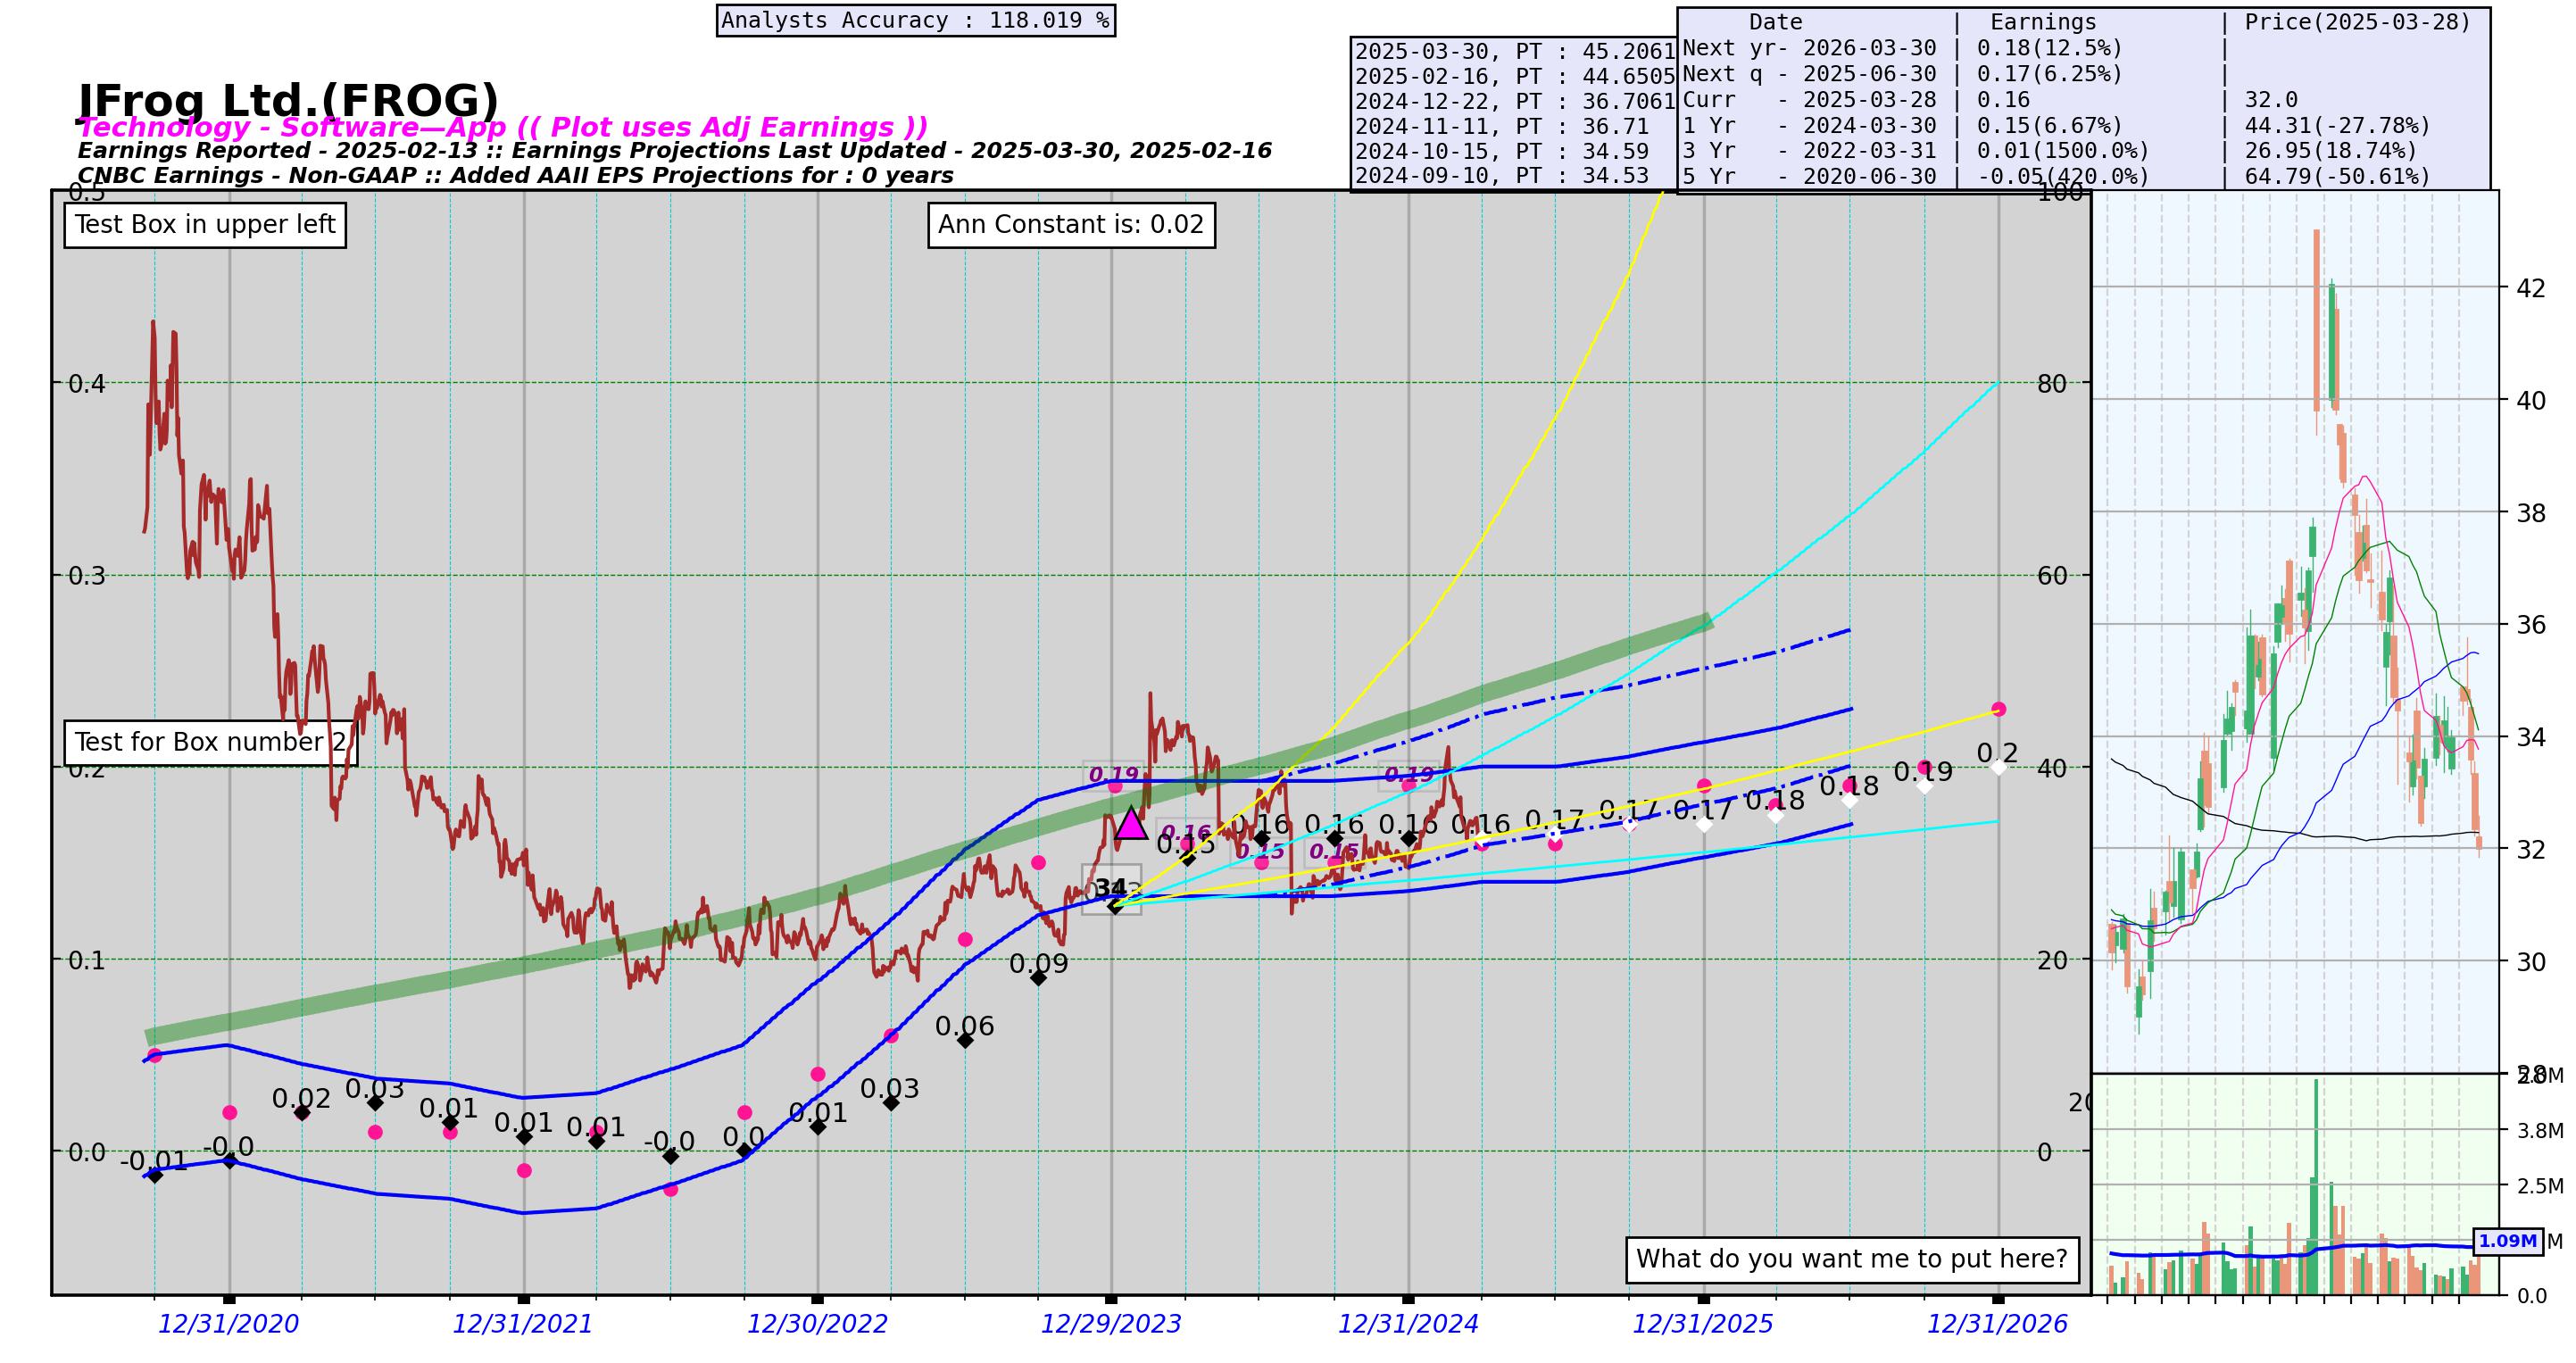 Analysts Accuracy : 118.019 %
JFrog Ltd.(FROG)
Technology - Software—App (( Plot uses Adj Earnings ))
Earnings Reported - 2025-02-13 :: Earnings Projections Last Updated - 2025-03-30, 2025-02-16
CNBC Earnings - Non-GAAP :: Added AAII EPS Projections for : 0 years
2025-03-30, PT : 45.2061
2025-02-16, PT : 44.6505
2024-12-22, PT : 36.7061
2024-11-11, PT : 36.71
2024-10-15, PT : 34.59
2024-09-10, PT : 34.53
Date | Earnings | Price(2025-03-28)
Next yr- 2026-03-30 | 0.18(12.5%) |
Next q - 2025-06-30 | 0.17(6.25%) |
Curr - 2025-03-28 | 0.16 | 32.0
1 Yr - 2024-03-30 | 0.15(6.67%) | 44.31(-27.78%)
3 Yr - 2022-03-31 | 0.01(1500.0%) | 26.95(18.74%)
5 Yr - 2020-06-30 | -0.05(420.0%) | 64.79(-50.61%)
0.5
100
Test Box in upper left
Ann Constant is: 0.02
42
0.4
80
40
38
0.3
60
36
Test for Box number 2
34
0.2
40
0.19
0.19
0.2
0.19
0.18
0.18
0.17
0.17
0.17
0.16
0.16
0.16
0.16
0.16
0.15
0.15
0.15
32
34
0.1
20
30
0.09
0.06
0.03
0.01
0.02
0.03
0.01
0.01
0.01
-0.0
0.0
-0.0
-0.01
0.0
0
3.8M
2.5M
1.09M
M
0.0
What do you want me to put here?
12/31/2020
12/31/2021
12/30/2022
12/29/2023
12/31/2024
12/31/2025
12/31/2026